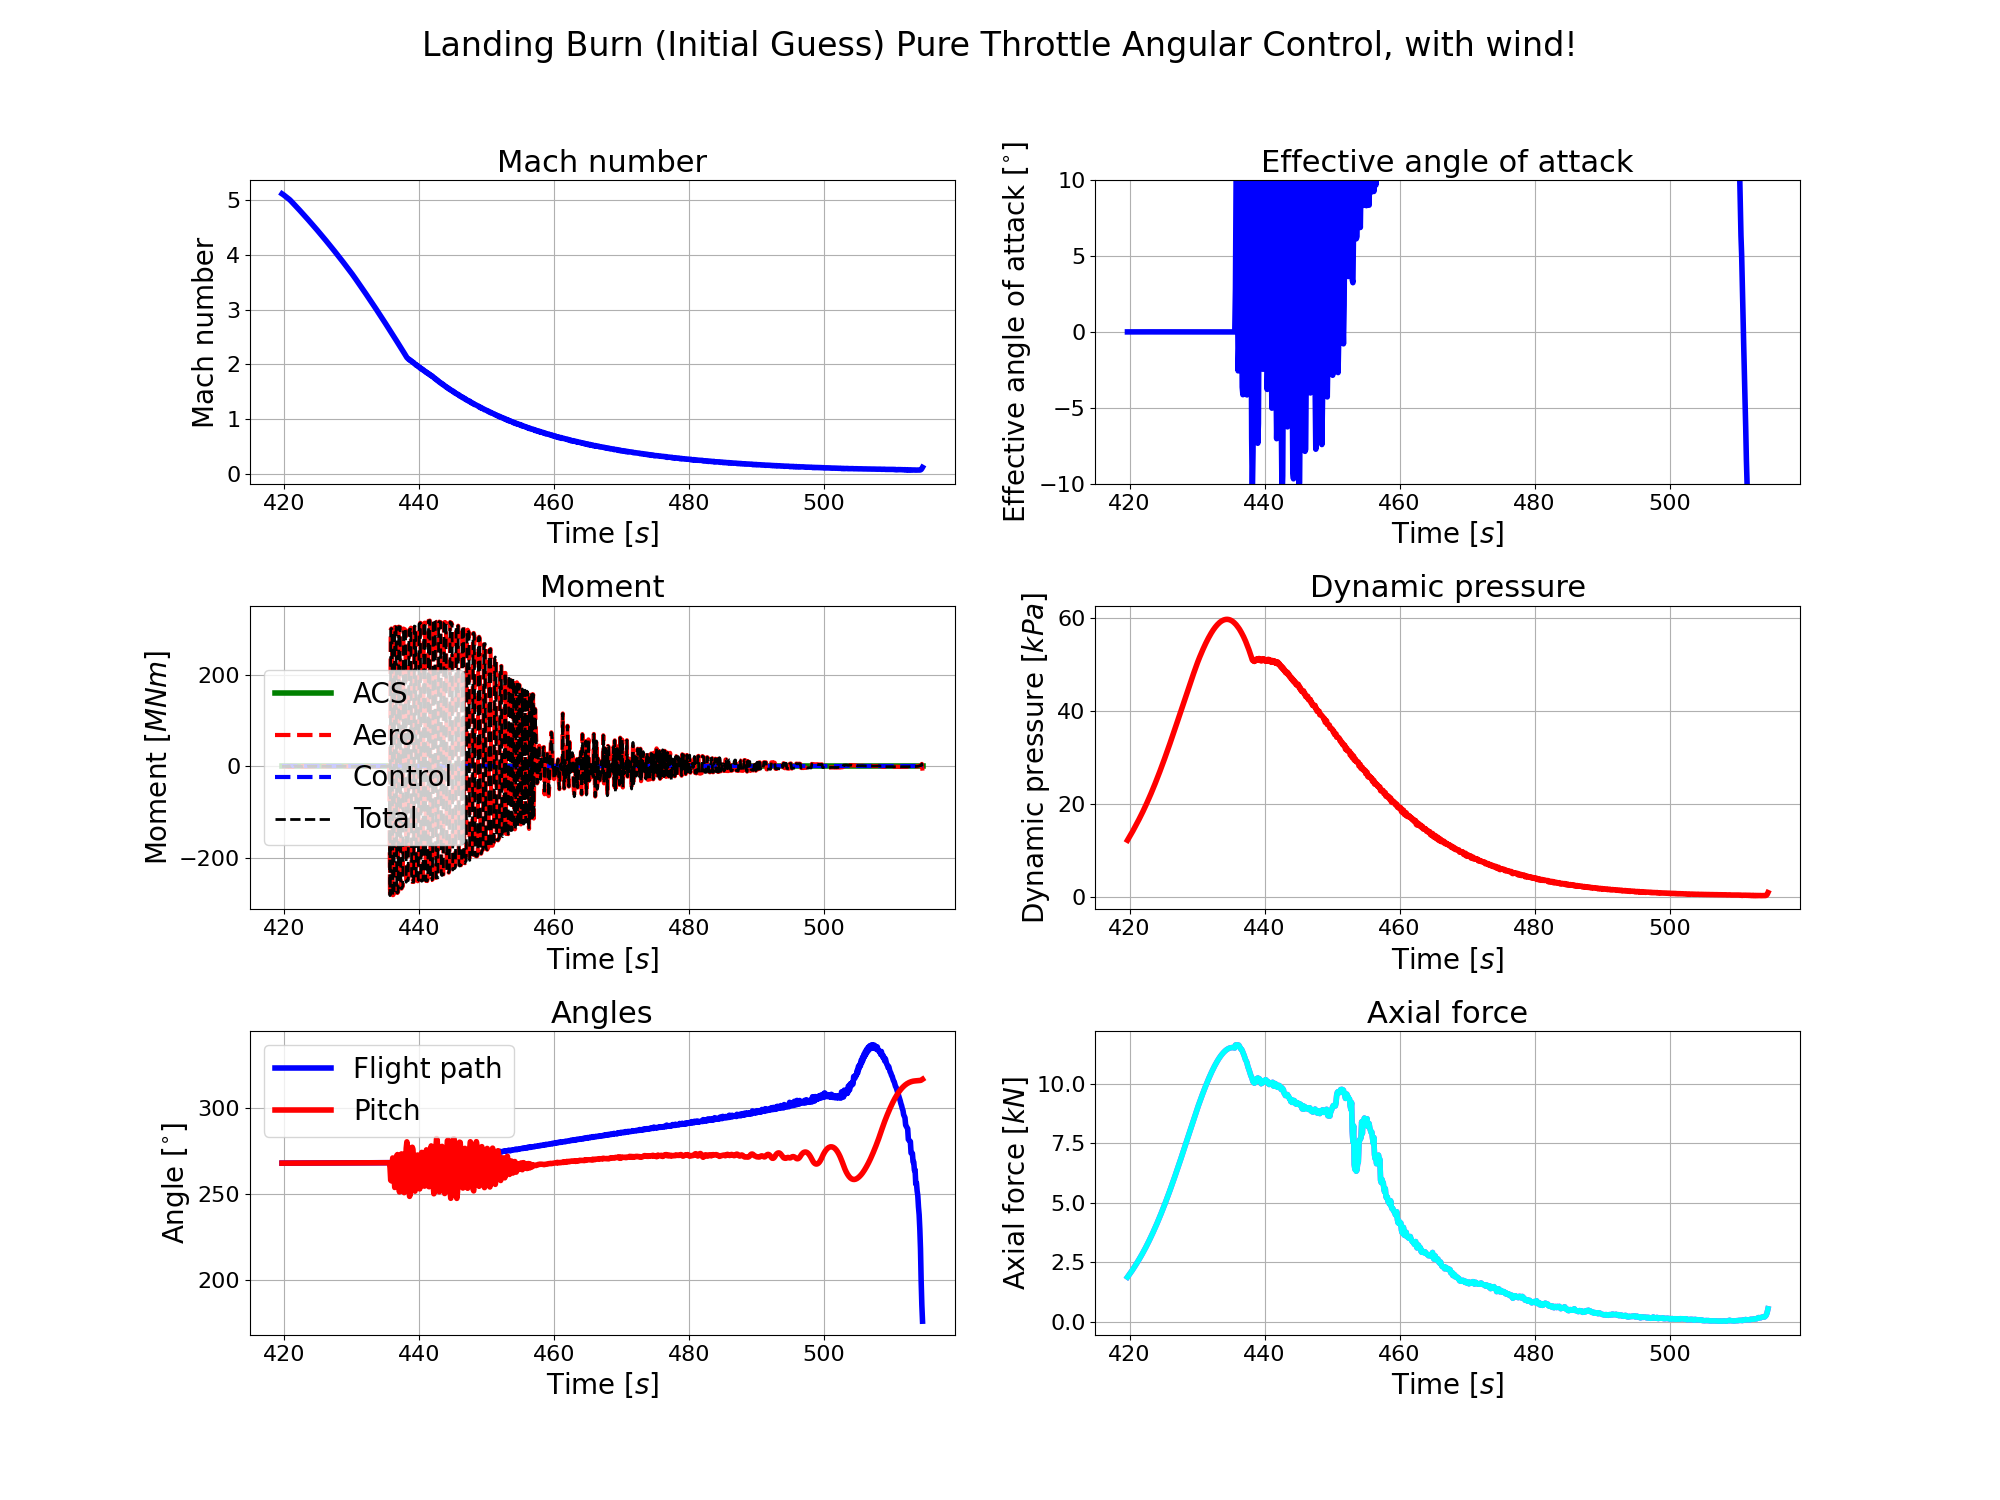 Landing Burn (Initial Guess) Pure Throttle Angular Control, with wind!
Mach number
Mach number
5
4
3
2
1
0
420 440 460 480 500
Time [s]
Effective angle of attack
Effective angle of attack [°]
10
5
0
−5
−10
420 440 460 480 500
Time [s]
Moment
Moment [MNm]
200
0
−200
ACS
Aero
Control
Total
420 440 460 480 500
Time [s]
Dynamic pressure
Dynamic pressure [kPa]
60
40
20
0
420 440 460 480 500
Time [s]
Angles
Angle [°]
300
250
200
Flight path
Pitch
420 440 460 480 500
Time [s]
Axial force
Axial force [kN]
10.0
7.5
5.0
2.5
0.0
420 440 460 480 500
Time [s]